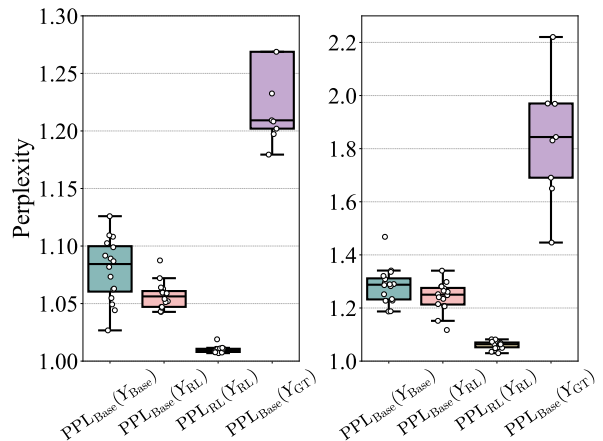 Perplexity
1.30
1.25
1.20
1.15
1.10
1.05
1.00
PPL_Base(Y_Base)
PPL_Base(Y_RL)
PPL_RL(Y_RL)
PPL_Base(Y_GT)
2.2
2.0
1.8
1.6
1.4
1.2
1.0
PPL_Base(Y_Base)
PPL_Base(Y_RL)
PPL_RL(Y_RL)
PPL_Base(Y_GT)